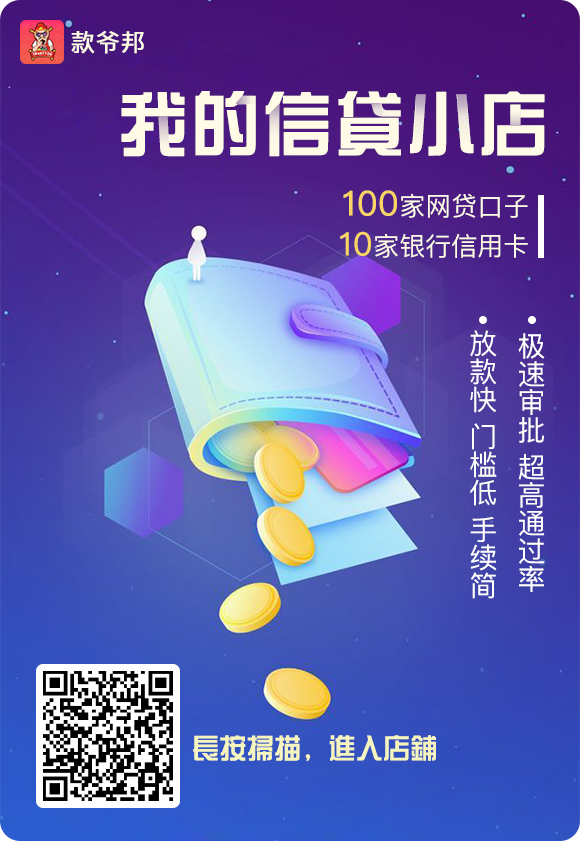 款爷邦
我的信貸小店
100家网贷口子
10家银行信用卡
极速审批 超高通过率
放款快 门槛低 手续简
長按掃描，進入店鋪